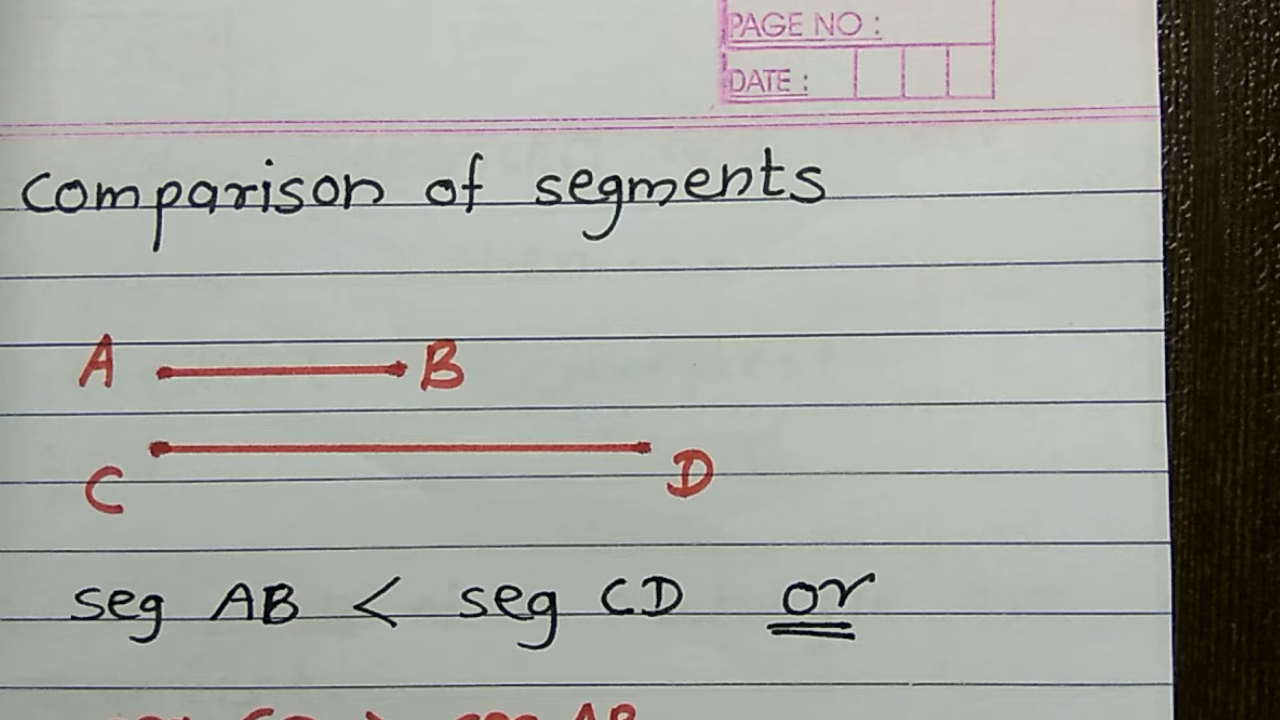 PAGE NO :
DATE :
comparison of segments
A B
C D
seg AB < seg CD or